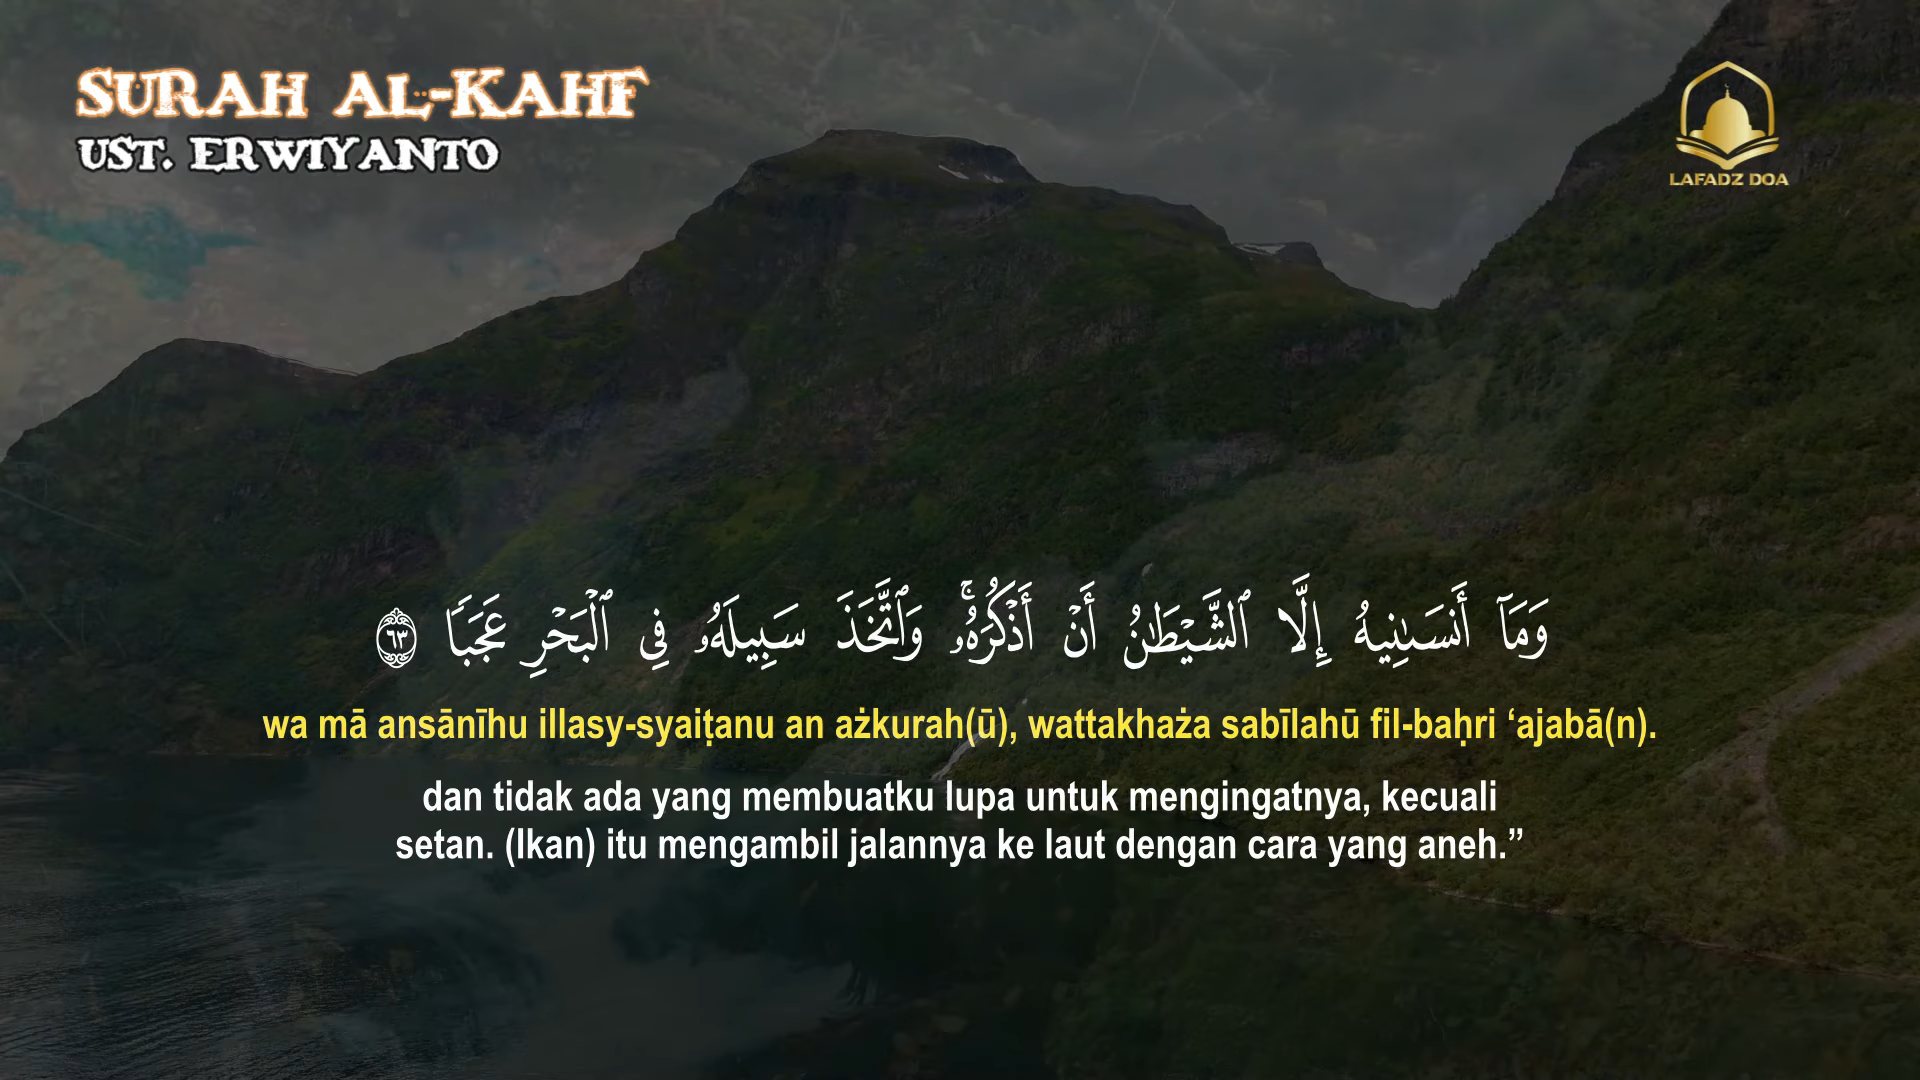 SURAH AL-KAHF
UST. ERWIYANTO
LAFADZ DOA
وَمَآ أَنسَىٰنِيهُ إِلَّا ٱلشَّيْطَـٰنُ أَنْ أَذْكُرَهُۥ ۚ وَٱتَّخَذَ سَبِيلَهُۥ فِى ٱلْبَحْرِ عَجَبًا ٦٣
wa mā ansānīhu illasy-syaiṭanu an ażkurah(ū), wattakhaża sabīlahū fil-baḥri ‘ajabā(n).
dan tidak ada yang membuatku lupa untuk mengingatnya, kecuali
setan. (Ikan) itu mengambil jalannya ke laut dengan cara yang aneh.”